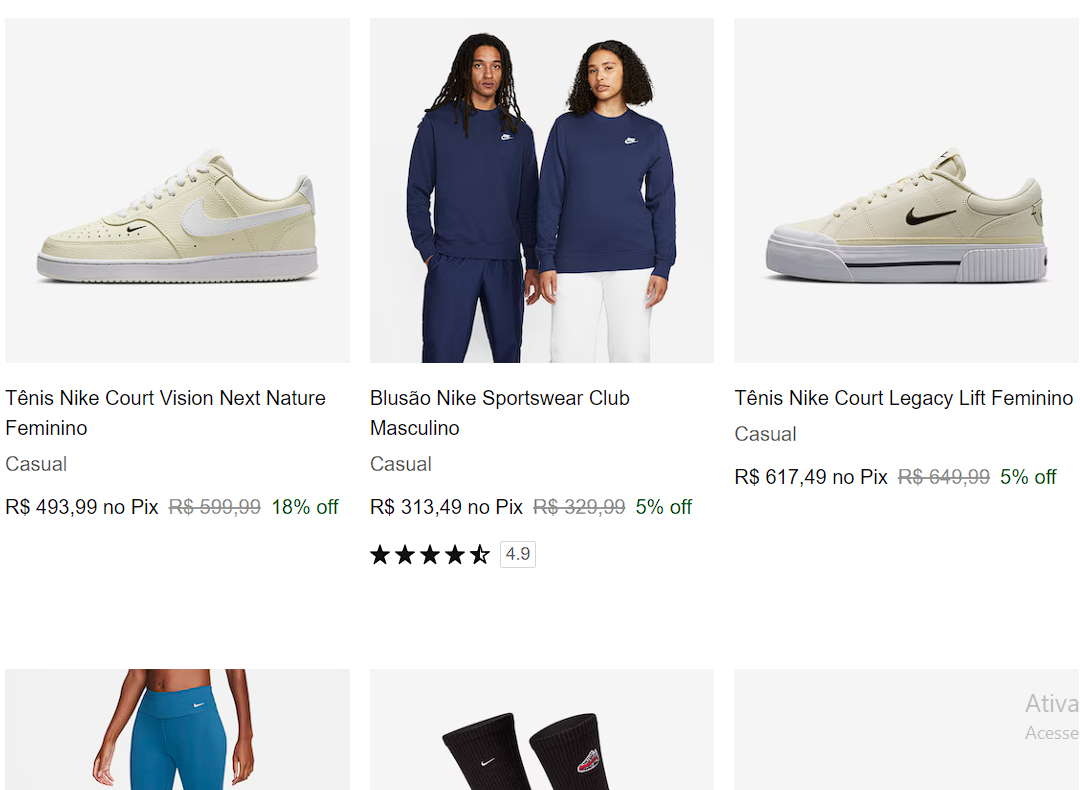 Tênis Nike Court Vision Next Nature
Feminino
Casual
R$ 493,99 no Pix R$ 599,99 18% off
Blusão Nike Sportswear Club
Masculino
Casual
R$ 313,49 no Pix R$ 329,99 5% off
4.9
Tênis Nike Court Legacy Lift Feminino
Casual
R$ 617,49 no Pix R$ 649,99 5% off
Ativa
Acesse